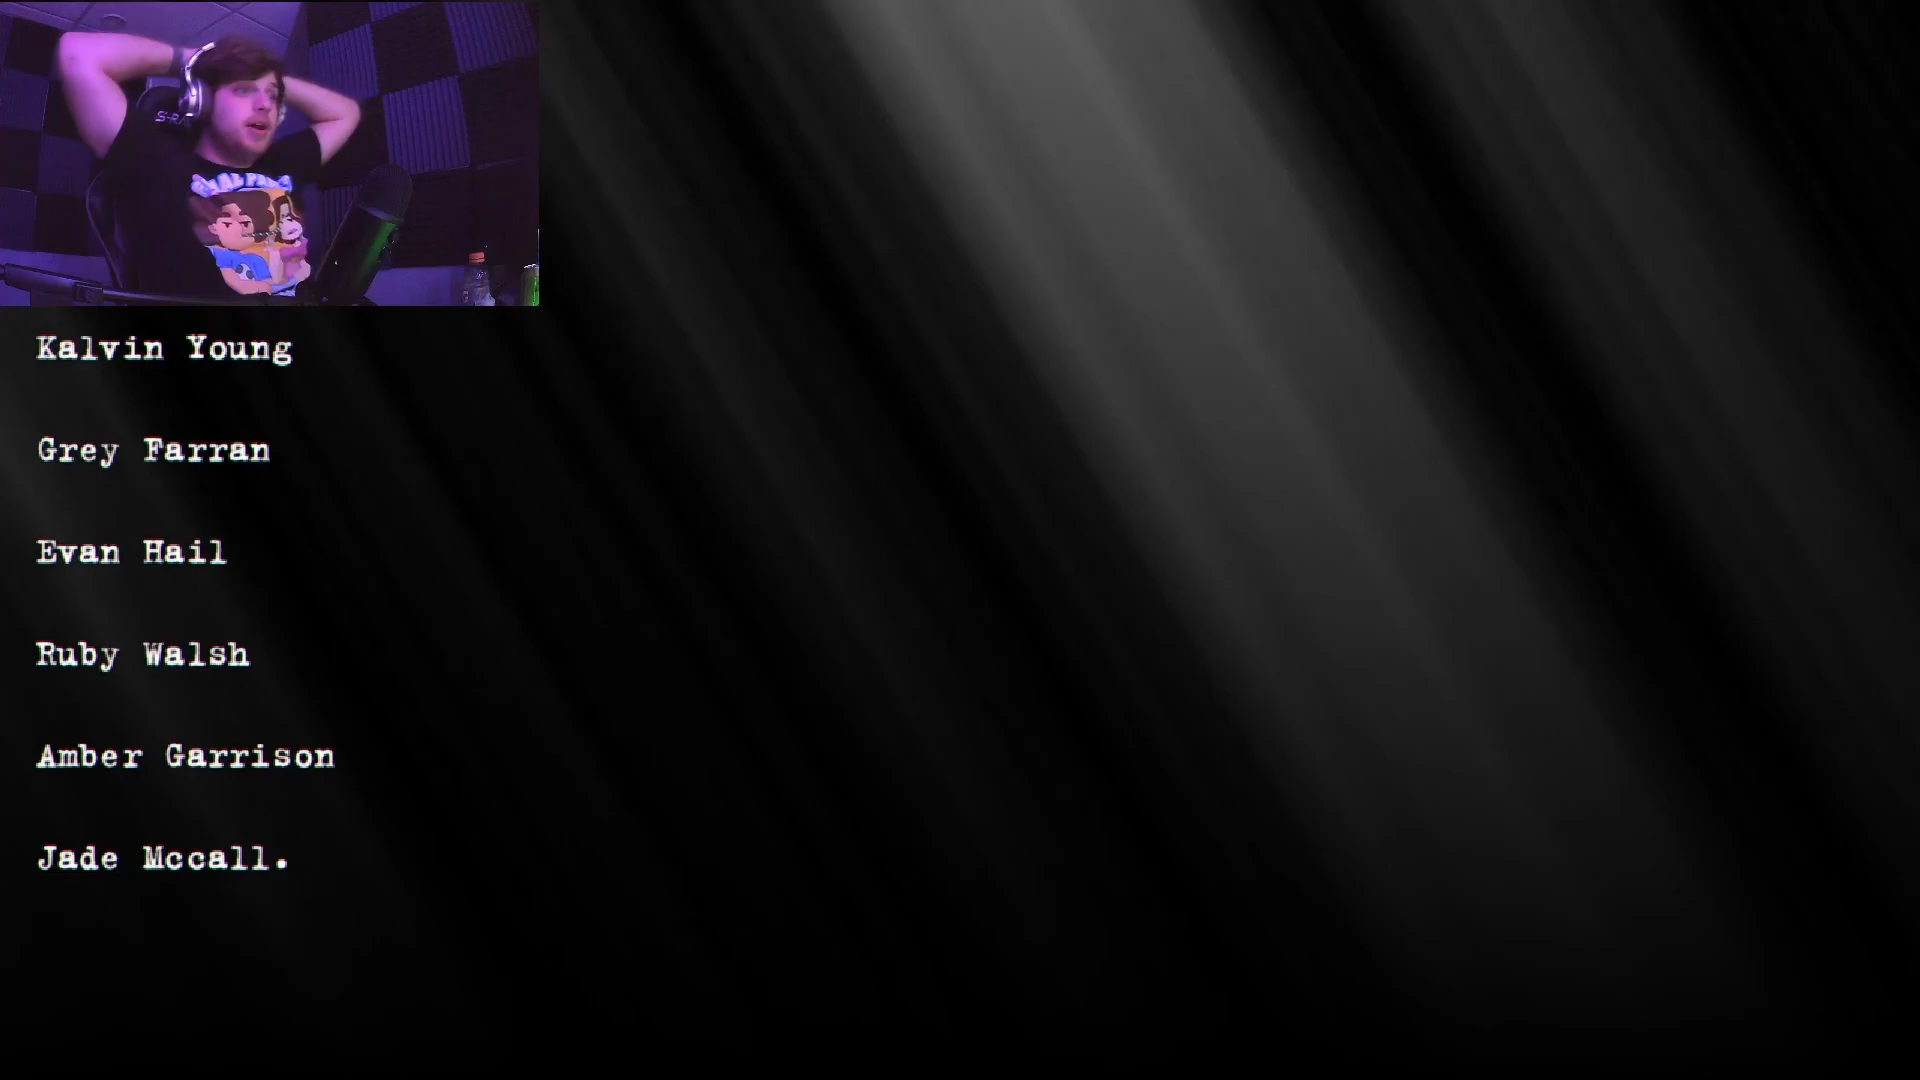 Kalvin Young
Grey Farran
Evan Hail
Ruby Walsh
Amber Garrison
Jade Mccall.